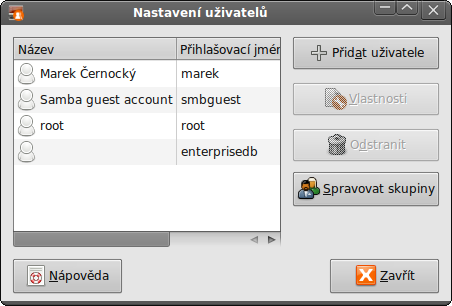 Nastavení uživatelů
Název Přihlašovací jmér
Marek Černocký marek
Samba guest account smbguest
root root
enterprisedb
Přidat uživatele
Vlastnosti
Odstranit
Spravovat skupiny
Nápověda
Zavřít